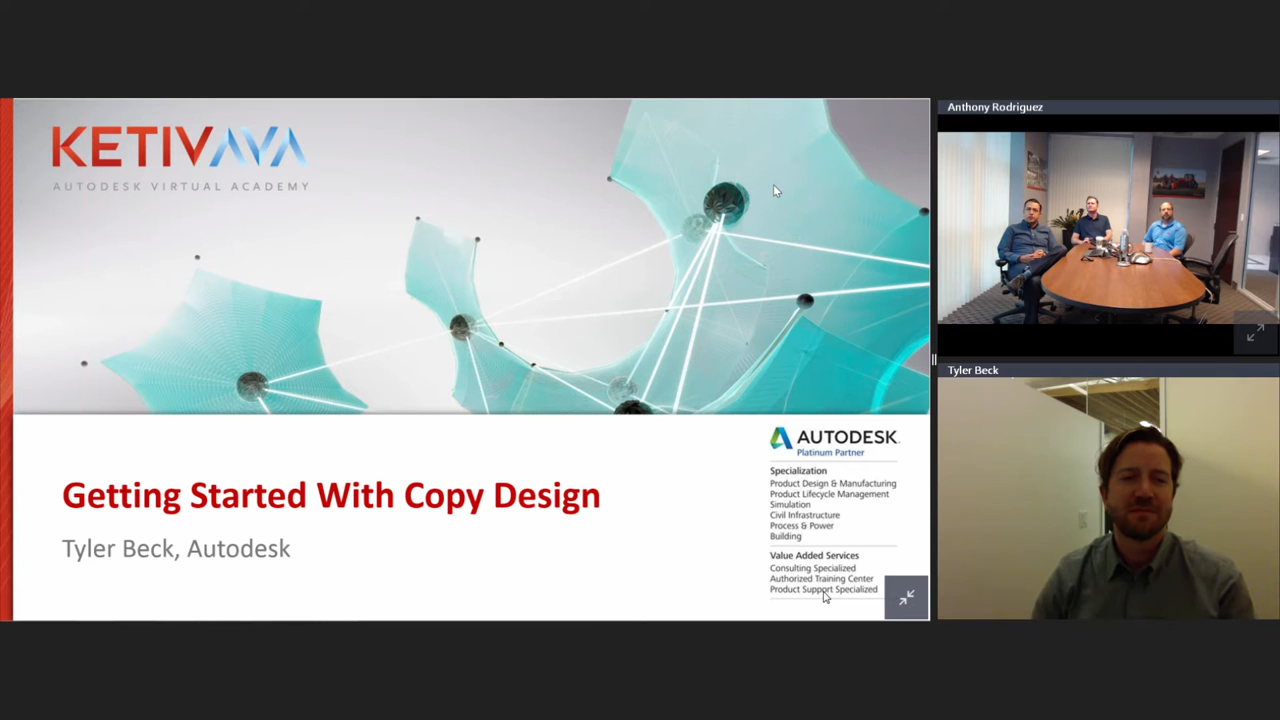 KETIVAVA
AUTODESK VIRTUAL ACADEMY
Getting Started With Copy Design
Tyler Beck, Autodesk
AUTODESK.
Platinum Partner
Specialization
Product Design & Manufacturing
Product Lifecycle Management
Simulation
Civil Infrastructure
Process & Power
Building
Value Added Services
Consulting Specialized
Authorized Training Center
Product Support Specialized
Anthony Rodriguez
Tyler Beck